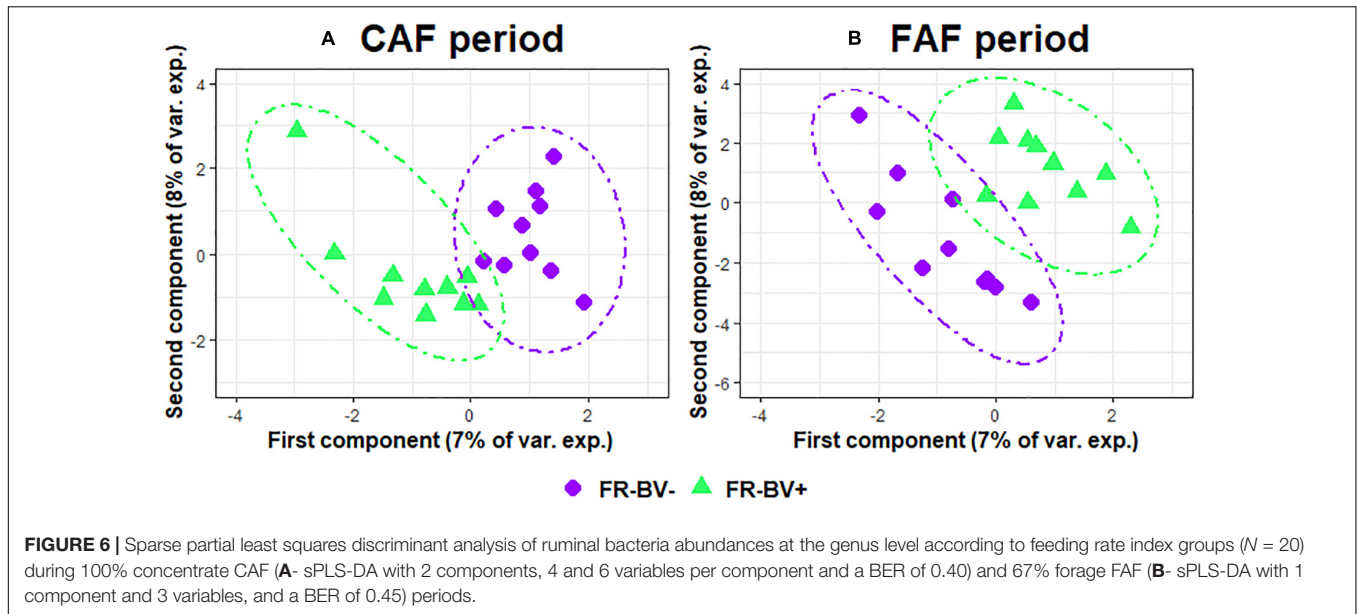 A CAF period
B FAF period
Second component (8% of var. exp.)
4
2
0
-2
-4
-2
0
2
First component (7% of var. exp.)
Second component (8% of var. exp.)
4
2
0
-2
-4
-6
-4
-2
0
2
First component (7% of var. exp.)
FR-BV- FR-BV+
FIGURE 6 | Sparse partial least squares discriminant analysis of ruminal bacteria abundances at the genus level according to feeding rate index groups (N = 20)
during 100% concentrate CAF (A- sPLS-DA with 2 components, 4 and 6 variables per component and a BER of 0.40) and 67% forage FAF (B- sPLS-DA with 1
component and 3 variables, and a BER of 0.45) periods.